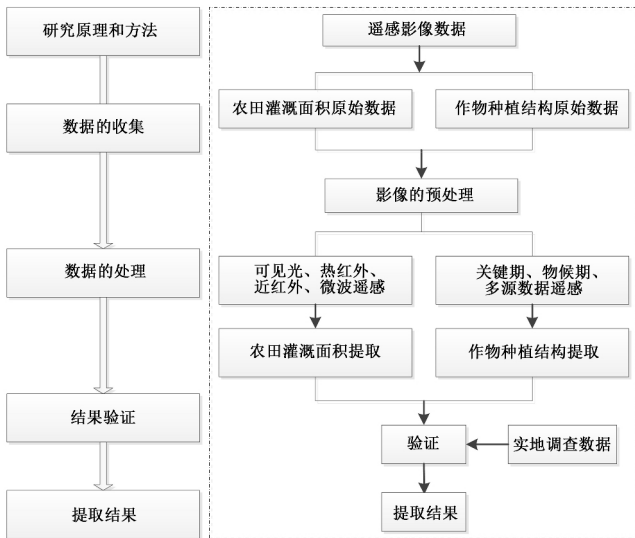 研究原理和方法
数据的收集
数据的处理
结果验证
提取结果
遥感影像数据
农田灌溉面积原始数据
作物种植结构原始数据
影像的预处理
可见光、热红外、
近红外、微波遥感
关键期、物候期、
多源数据遥感
农田灌溉面积提取
作物种植结构提取
验证
实地调查数据
提取结果